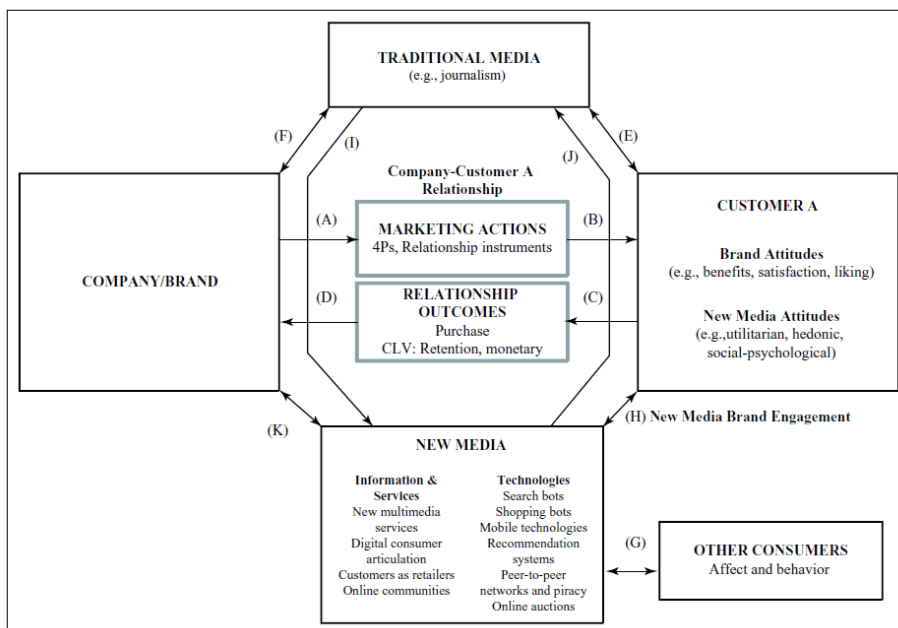 TRADITIONAL MEDIA
(e.g., journalism)
(F)
(I)
(J)
(E)
Company-Customer A
Relationship
(A)
MARKETING ACTIONS
4Ps, Relationship instruments
(B)
COMPANY/BRAND
(D)
RELATIONSHIP
OUTCOMES
Purchase
CLV: Retention, monetary
(C)
CUSTOMER A
Brand Attitudes
(e.g., benefits, satisfaction, liking)
New Media Attitudes
(e.g.,utilitarian, hedonic,
social-psychological)
(K)
(H) New Media Brand Engagement
NEW MEDIA
Information &
Services
New multimedia
services
Digital consumer
articulation
Customers as retailers
Online communities
Technologies
Search bots
Shopping bots
Mobile technologies
Recommendation
systems
Peer-to-peer
networks and piracy
Online auctions
(G)
OTHER CONSUMERS
Affect and behavior